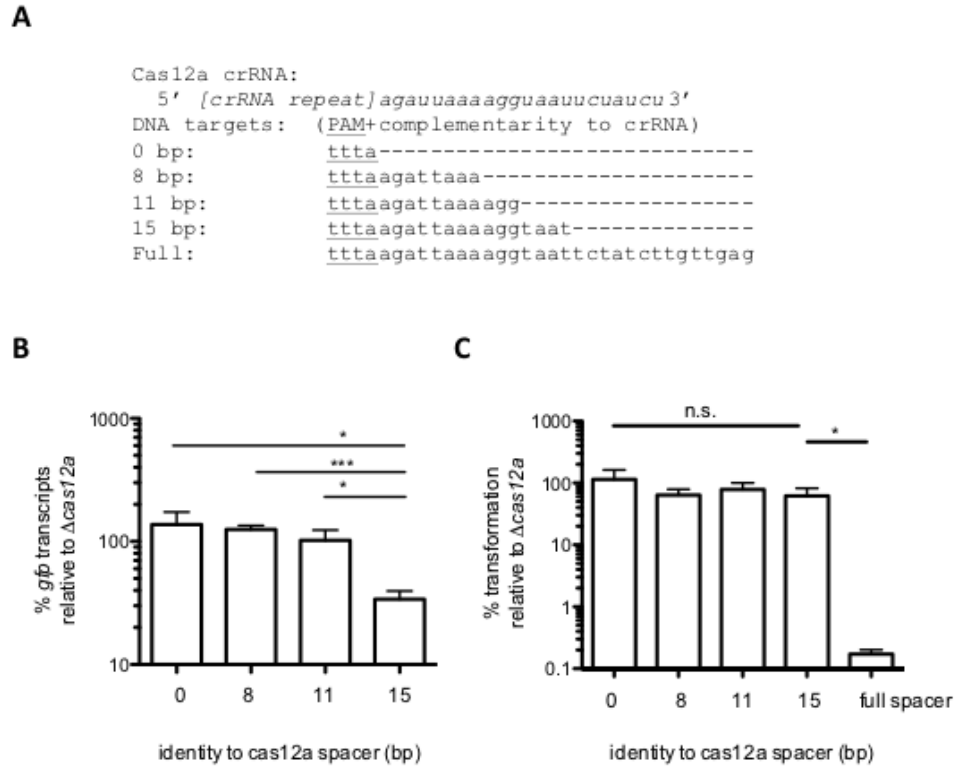 A
Cas12a crRNA:
5' [crRNA repeat]agauuaaaagguaauucuaucu3'
DNA targets: (PAM+complementarity to crRNA)
0 bp: ttta------------------------------
8 bp: tttaagattaaa----------------------
11 bp: tttaagattaaaagg-------------------
15 bp: tttaagattaaaaggtaat---------------
Full: tttaagattaaaaggtaattctatcttgttgag
B
C
1000
100
10
% gfp transcripts
relative to Δcas12a
*
***
*
0 8 11 15
identity to cas12a spacer (bp)
1000
100
10
1
0.1
% transformation
relative to Δcas12a
n.s.
*
0 8 11 15 full spacer
identity to cas12a spacer (bp)